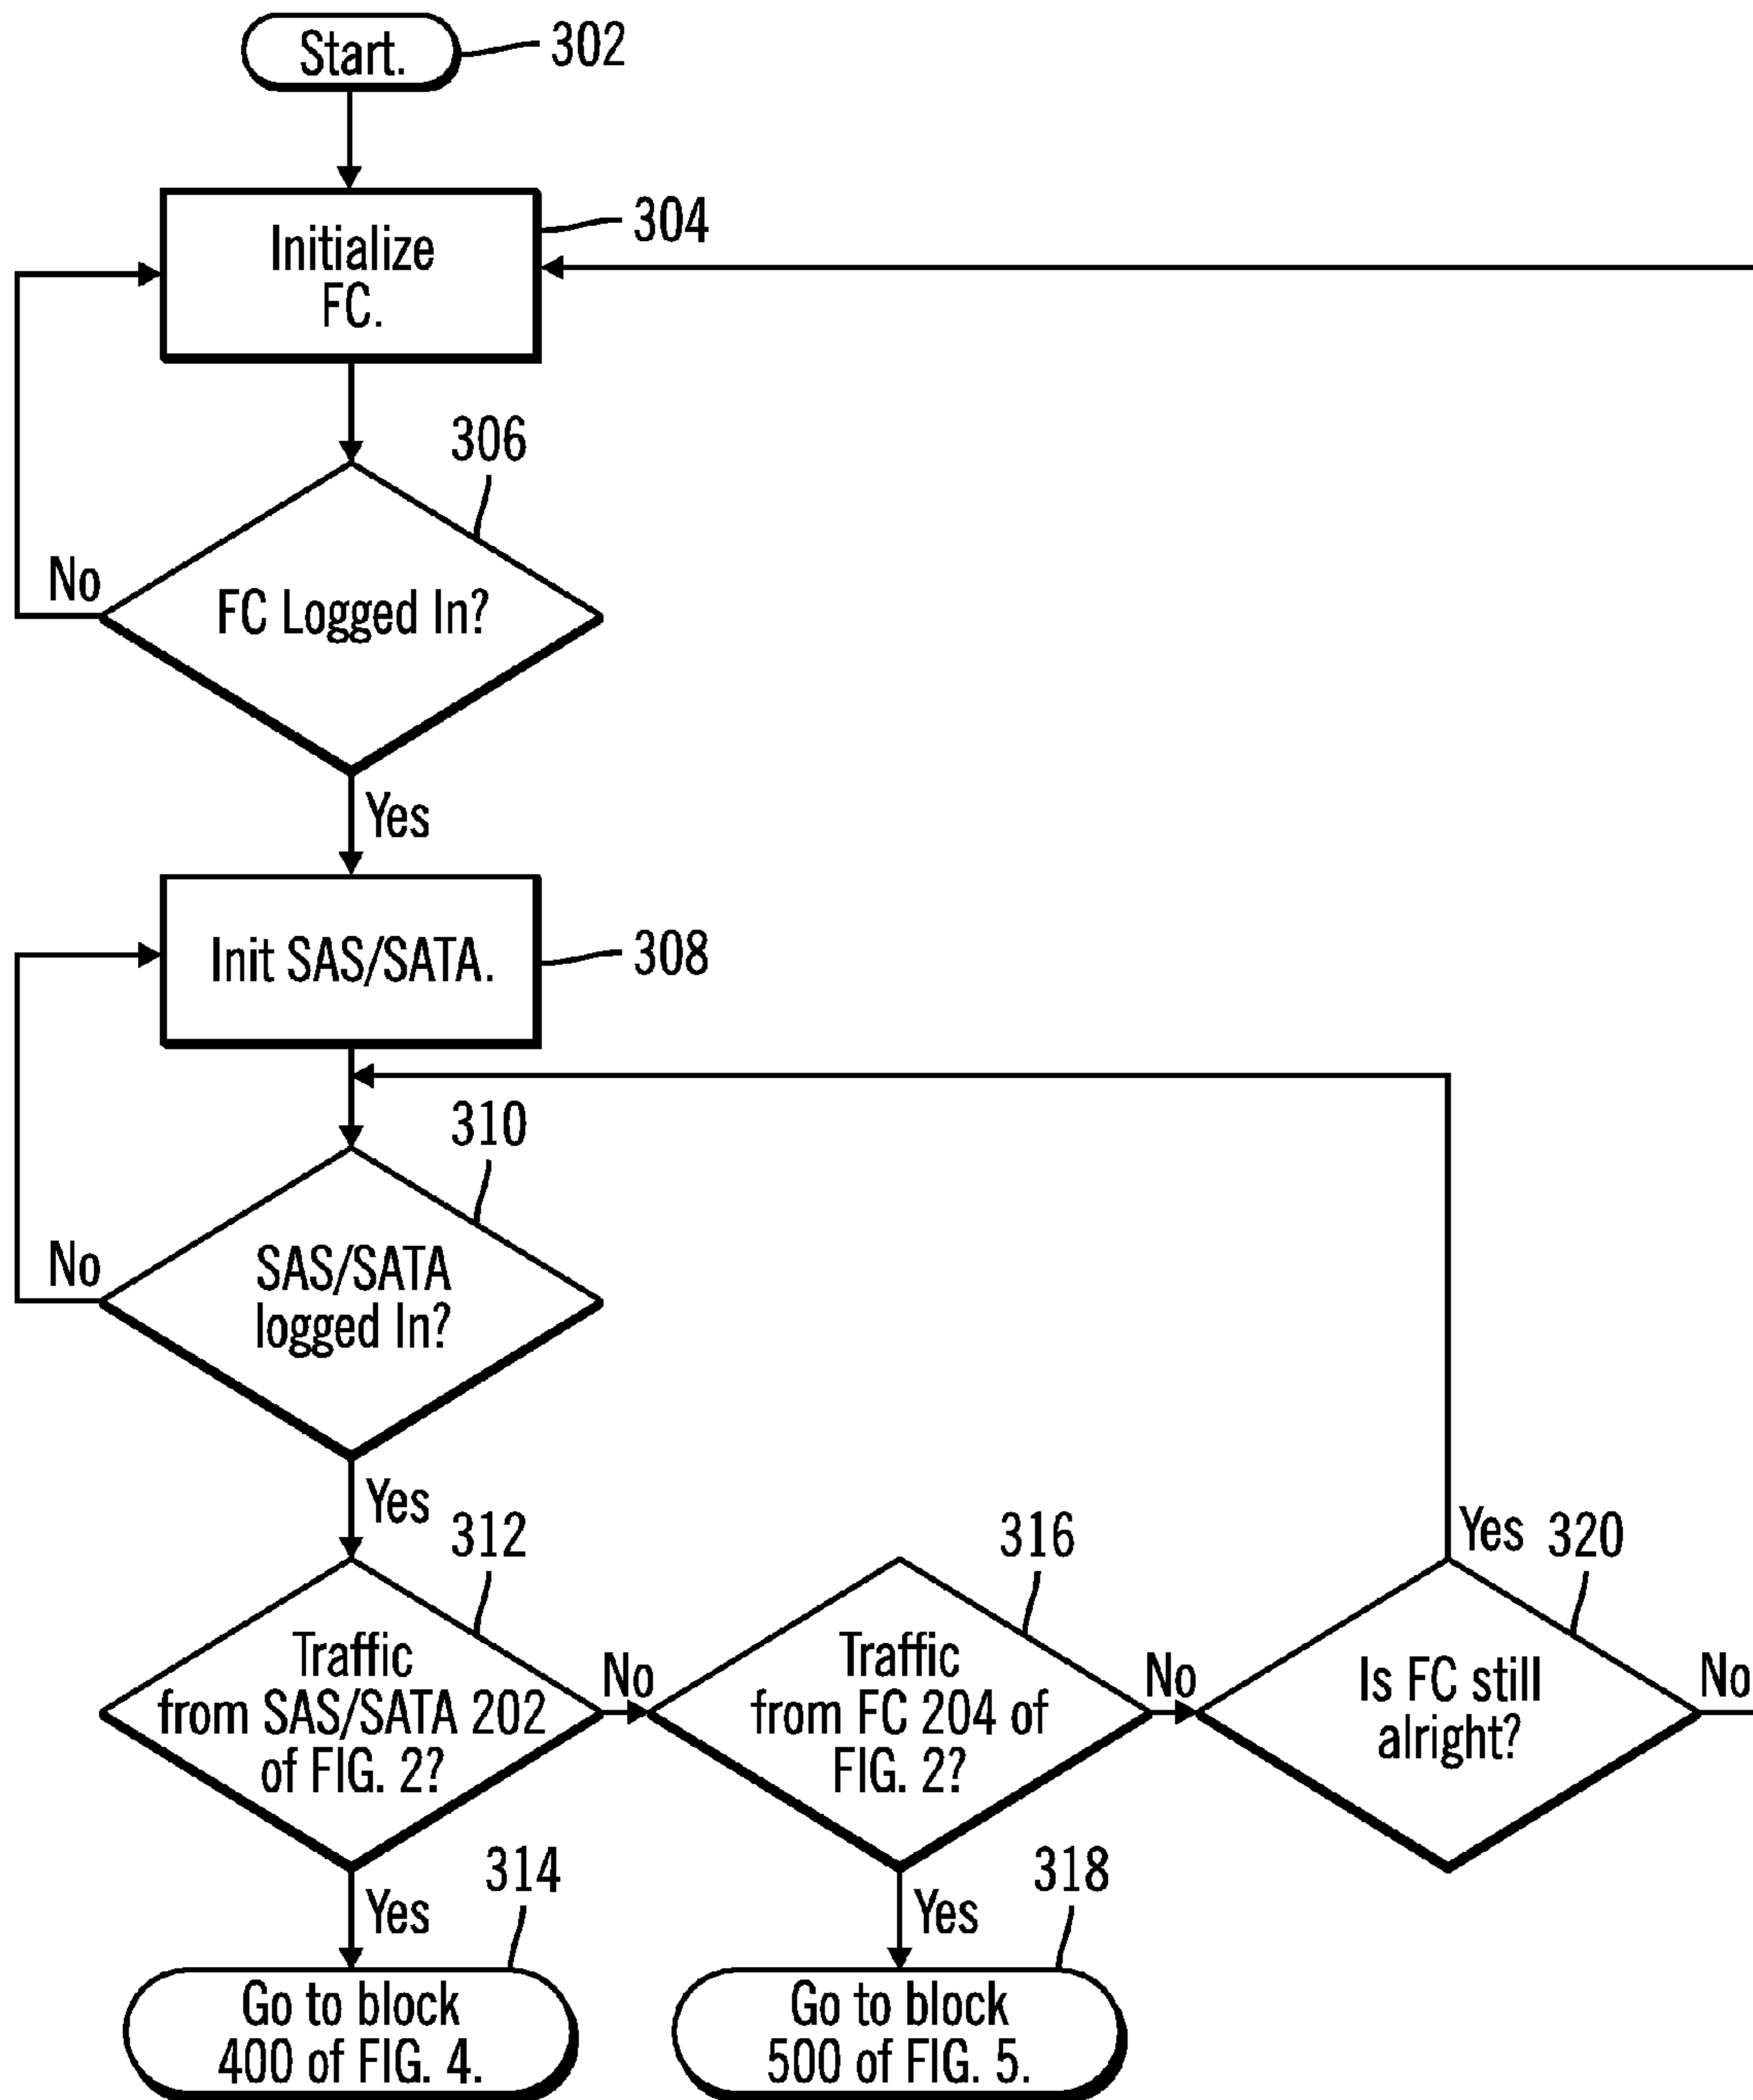 Start.
302
Initialize
FC.
304
306
FC Logged In?
No
Yes
Init SAS/SATA.
308
310
SAS/SATA
logged In?
No
Yes
312
Traffic
from SAS/SATA 202
of FIG. 2?
No
Yes
314
Go to block
400 of FIG. 4.
316
Traffic
from FC 204 of
FIG. 2?
No
Yes
318
Go to block
500 of FIG. 5.
Yes
320
Is FC still
alright?
No